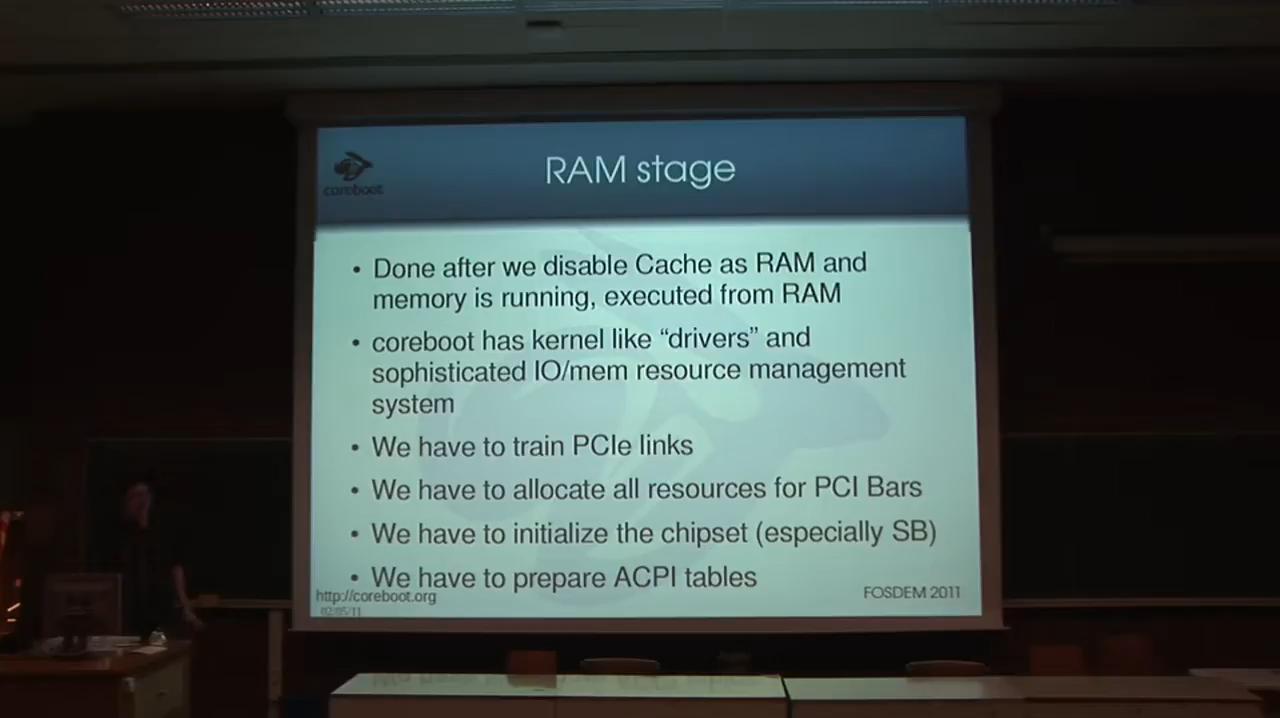 coreboot
RAM stage
• Done after we disable Cache as RAM and
memory is running, executed from RAM
• coreboot has kernel like “drivers” and
sophisticated IO/mem resource management
system
• We have to train PCIe links
• We have to allocate all resources for PCI Bars
• We have to initialize the chipset (especially SB)
• We have to prepare ACPI tables
http://coreboot.org
FOSDEM 2011
02/05/11